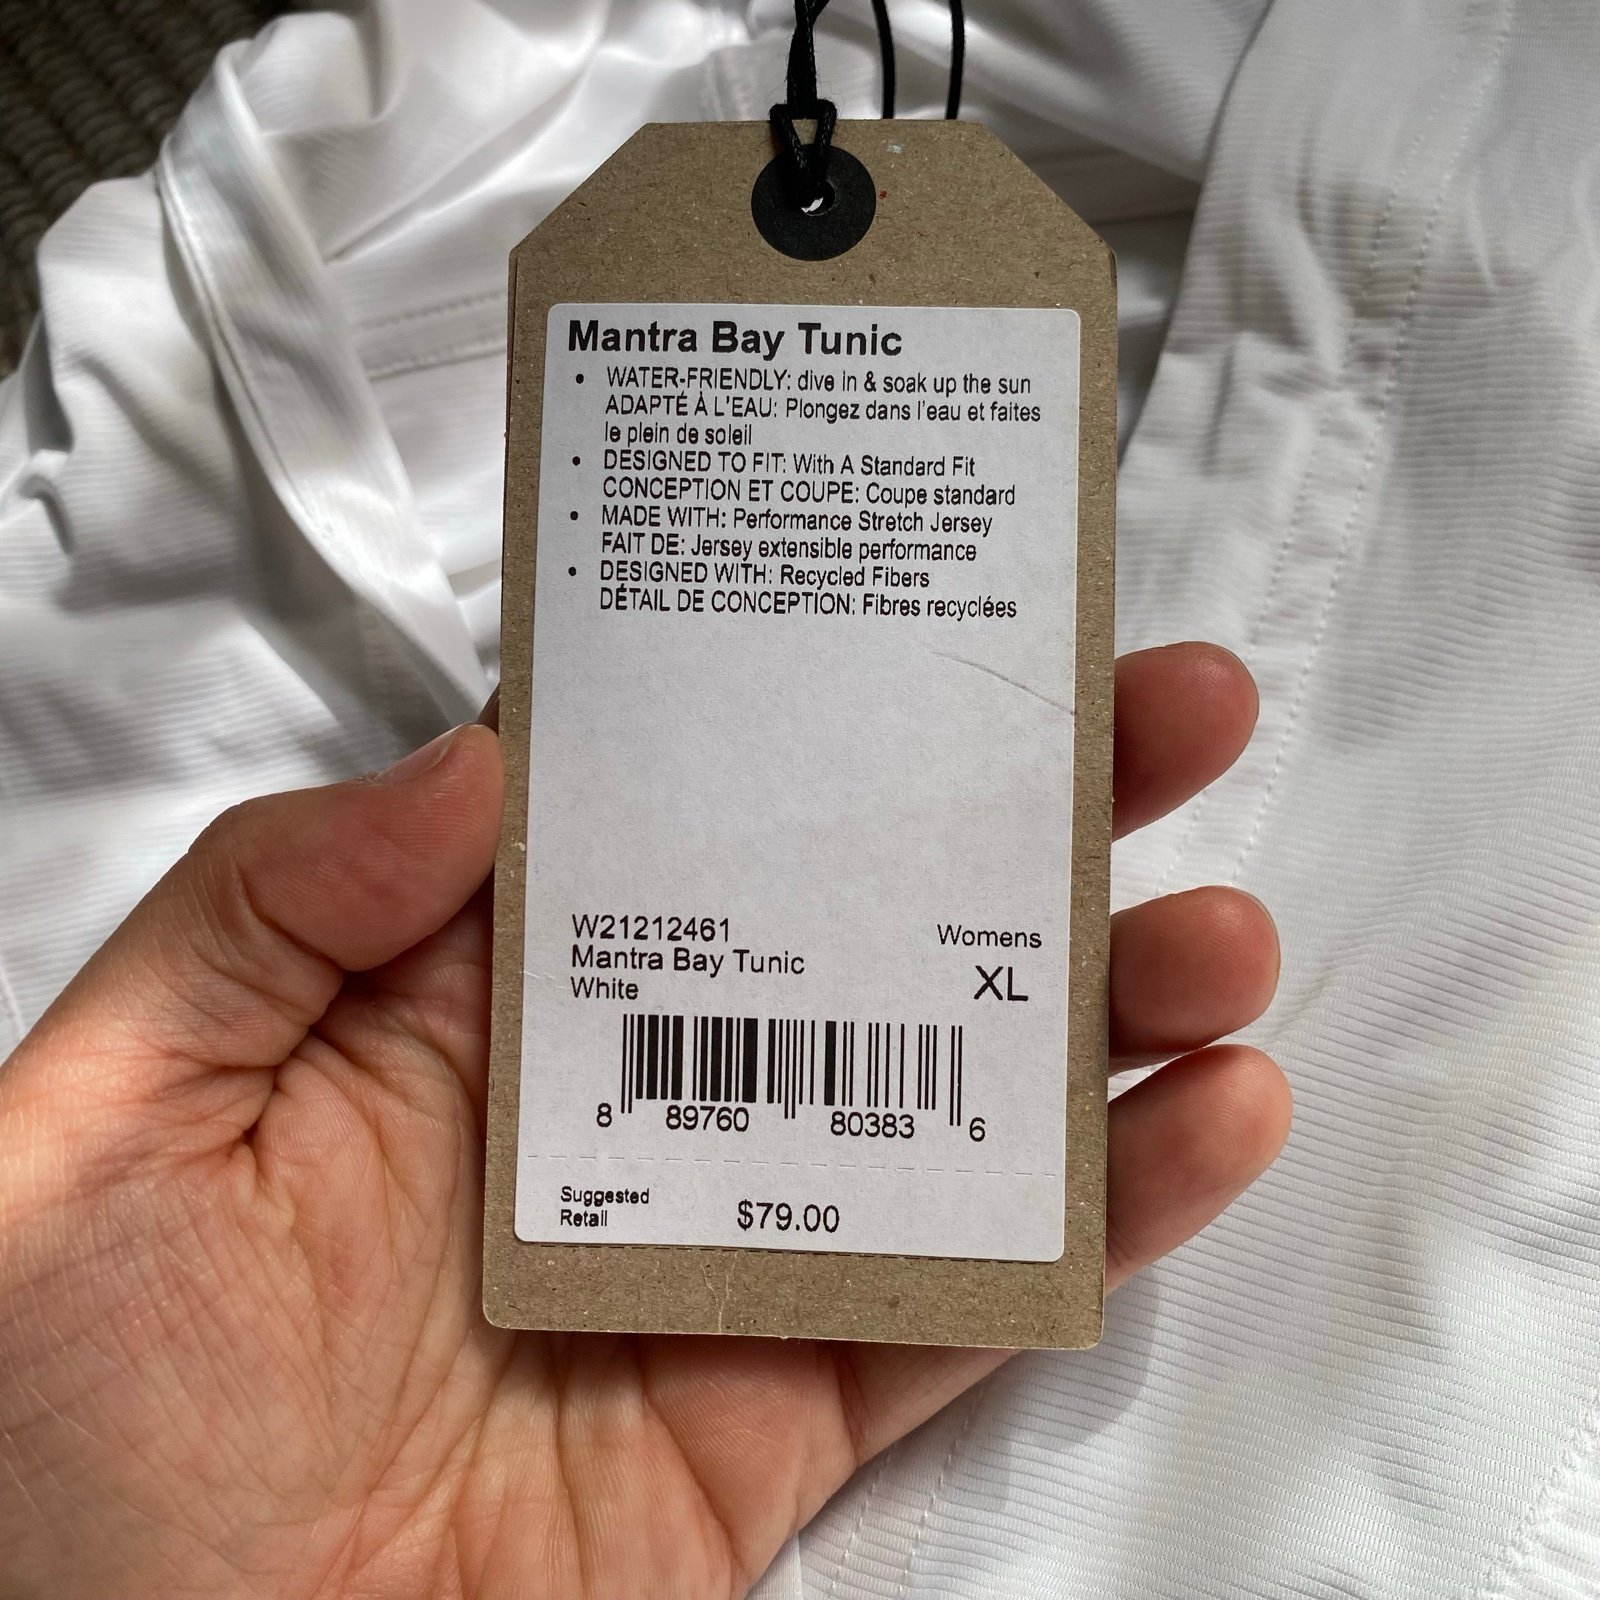 Mantra Bay Tunic
• WATER-FRIENDLY: dive in & soak up the sun
ADAPTÉ À L'EAU: Plongez dans l'eau et faites
le plein de soleil
• DESIGNED TO FIT: With A Standard Fit
CONCEPTION ET COUPE: Coupe standard
• MADE WITH: Performance Stretch Jersey
FAIT DE: Jersey extensible performance
• DESIGNED WITH: Recycled Fibers
DÉTAIL DE CONCEPTION: Fibres recyclées
W21212461
Womens
Mantra Bay Tunic
White
XL
8 89760 80383 6
Suggested
Retail
$79.00